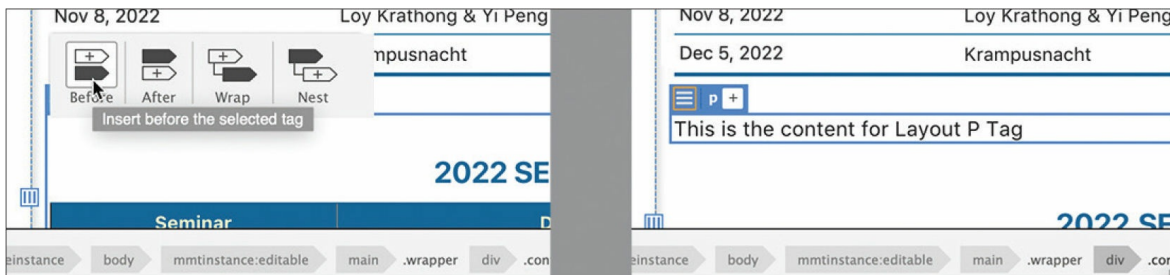 Nov 8, 2022 Loy Krathong & Yi Peng
mpusnacht
Before After Wrap Nest
Insert before the selected tag
2022 SE
Seminar D
einstance body mmtinstance:editable main .wrapper div .con
Nov 8, 2022 Loy Krathong & Yi Peng
Dec 5, 2022 Krampusnacht
p +
This is the content for Layout P Tag
2022 SE
einstance body mmtinstance:editable main .wrapper div .co